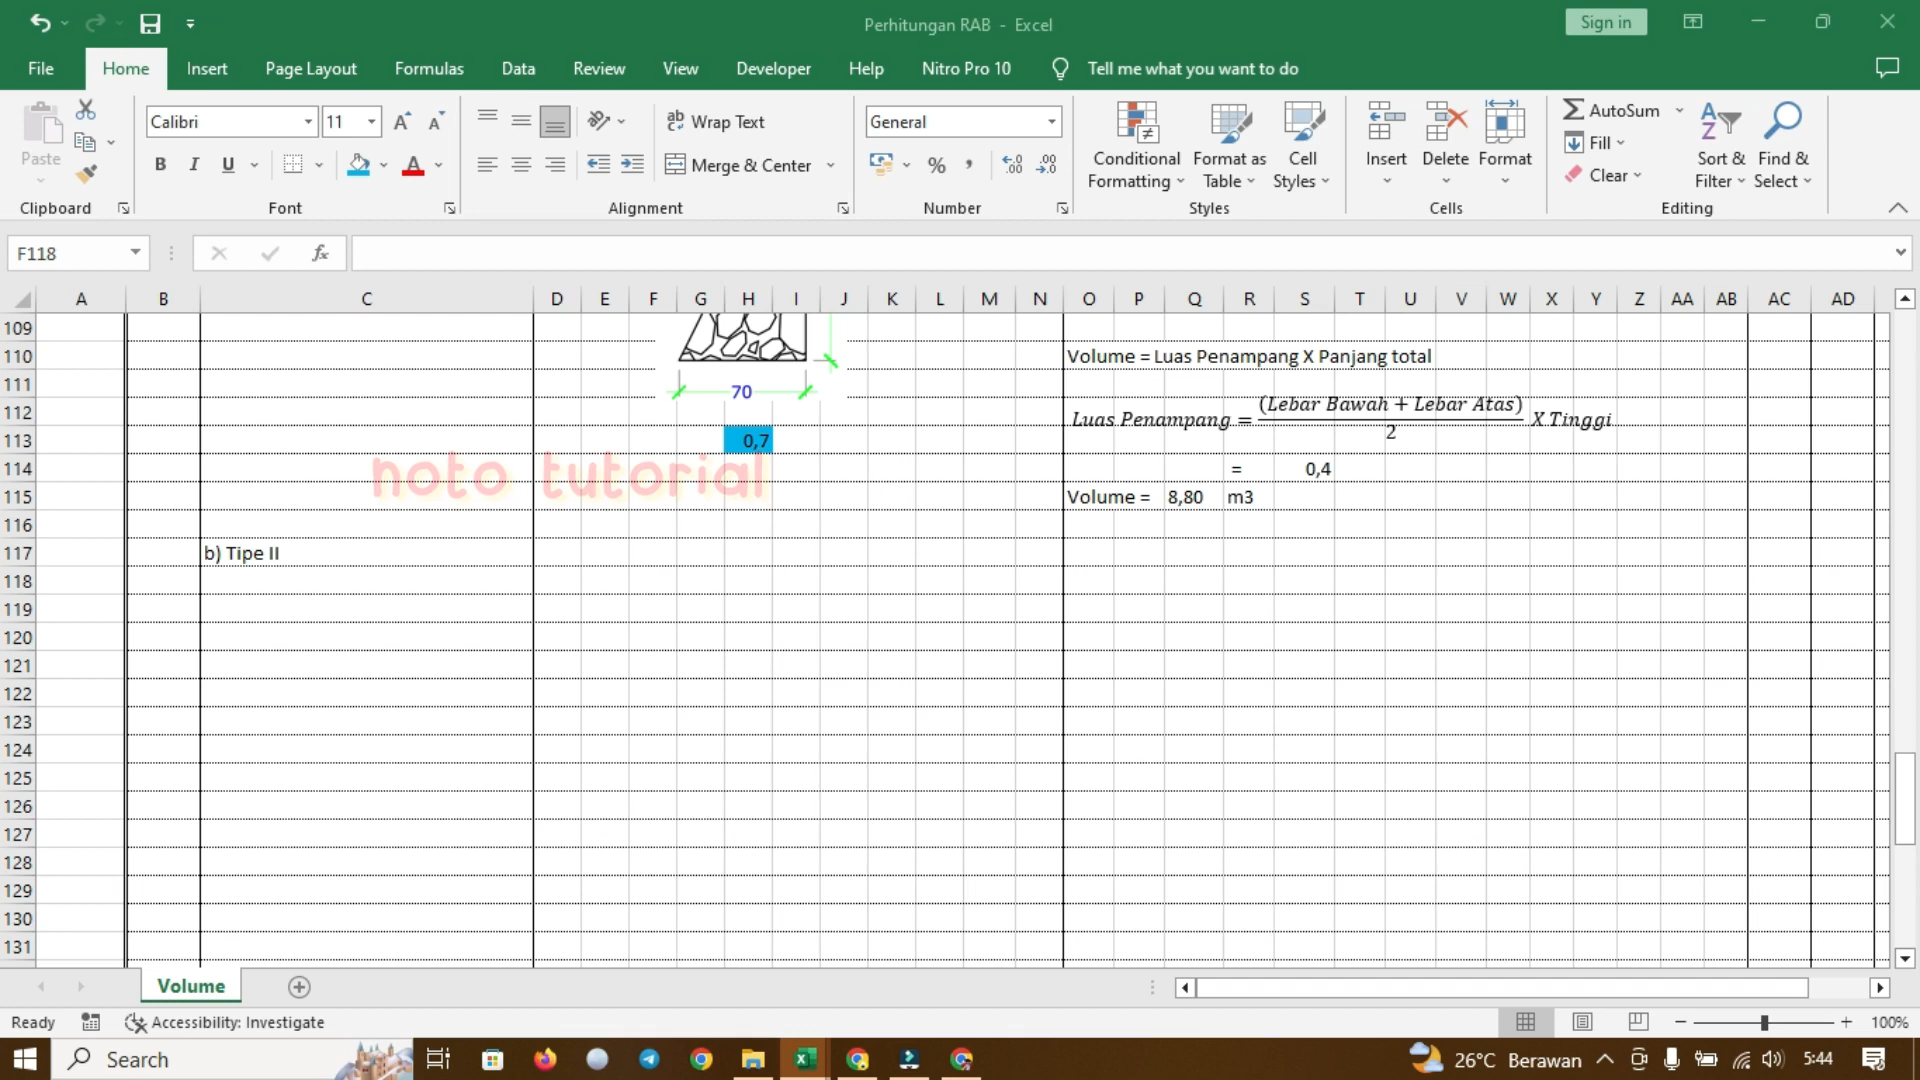 Perhitungan RAB - Excel
Sign in
File Home Insert Page Layout Formulas Data Review View Developer Help Nitro Pro 10 Tell me what you want to do
Paste
Clipboard
Calibri 11
B I U
Font
Wrap Text
Merge & Center
Alignment
General
Number
Conditional Formatting
Format as Table
Cell Styles
Styles
Insert Delete Format
Cells
AutoSum
Fill
Clear
Sort & Filter
Find & Select
Editing
F118
fx
A B C D E F G H I J K L M N O P Q R S T U V W X Y Z AA AB AC AD
109
110 Volume = Luas Penampang X Panjang total
111 70
112 Luas Penampang = (Lebar Bawah + Lebar Atas) X Tinggi
2
113 0,7
noto tutorial
114 = 0,4
115 Volume = 8,80 m3
116
117 b) Tipe II
118
119
120
121
122
123
124
125
126
127
128
129
130
131
Volume
Ready Accessibility: Investigate 100%
Search 26°C Berawan 5:44